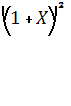 ((1 + X)²